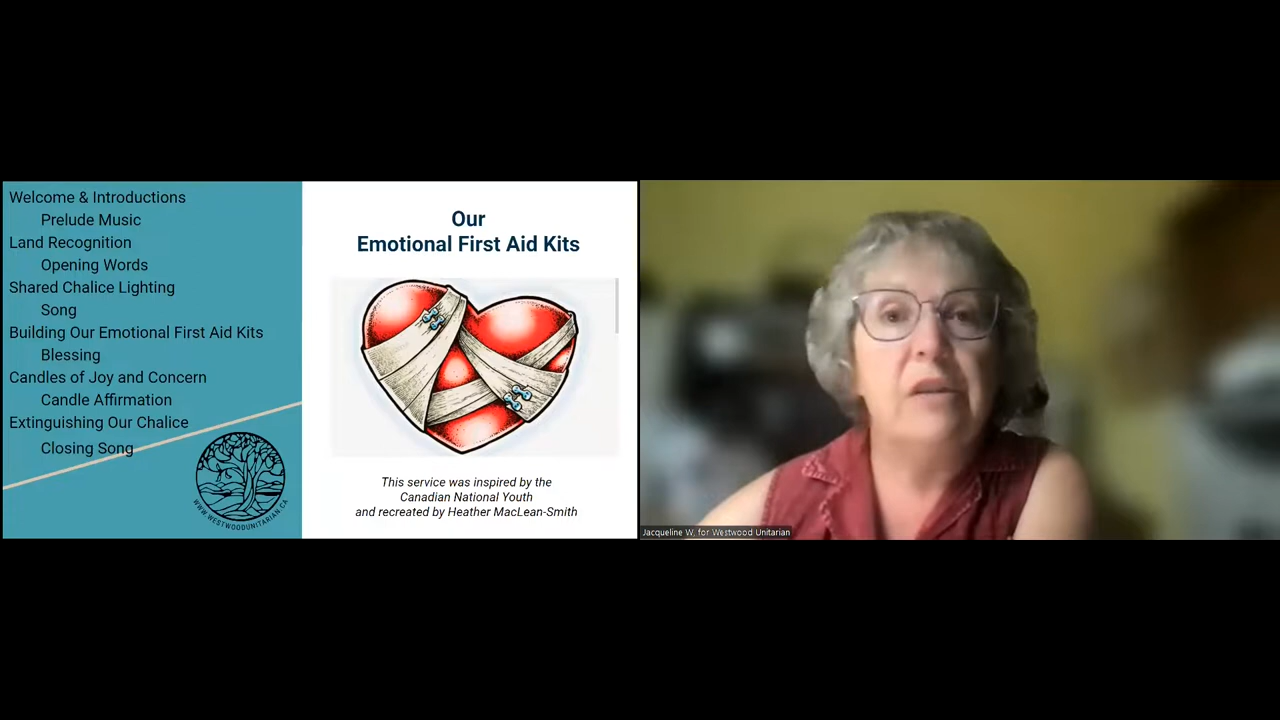 Welcome & Introductions
Prelude Music
Land Recognition
Opening Words
Shared Chalice Lighting
Song
Building Our Emotional First Aid Kits
Blessing
Candles of Joy and Concern
Candle Affirmation
Extinguishing Our Chalice
Closing Song
WWW.WESTWOODUNITARIAN.CA
Our
Emotional First Aid Kits
This service was inspired by the
Canadian National Youth
and recreated by Heather MacLean-Smith
Jacqueline W. for Westwood Unitarian